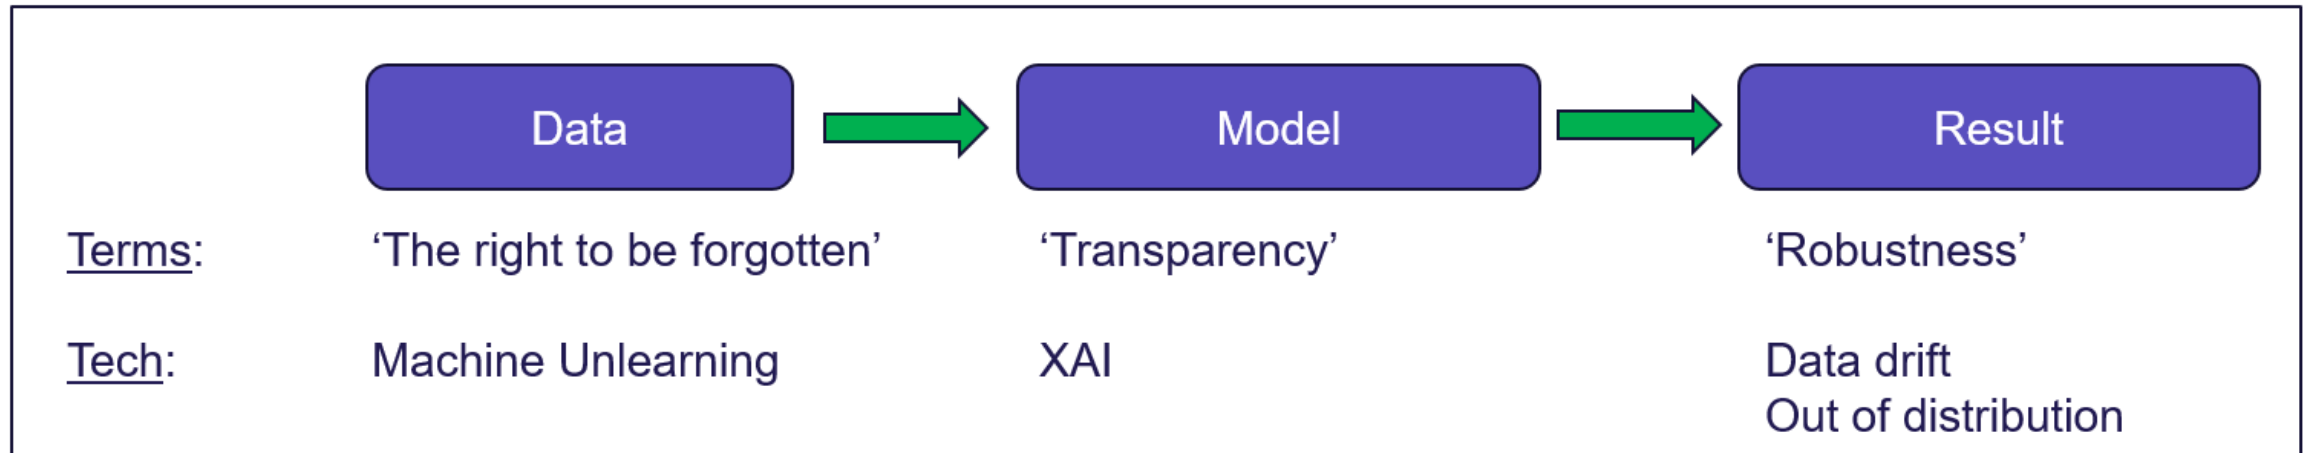 Data
Model
Result
Terms:
‘The right to be forgotten’
‘Transparency’
‘Robustness’
Tech:
Machine Unlearning
XAI
Data drift
Out of distribution